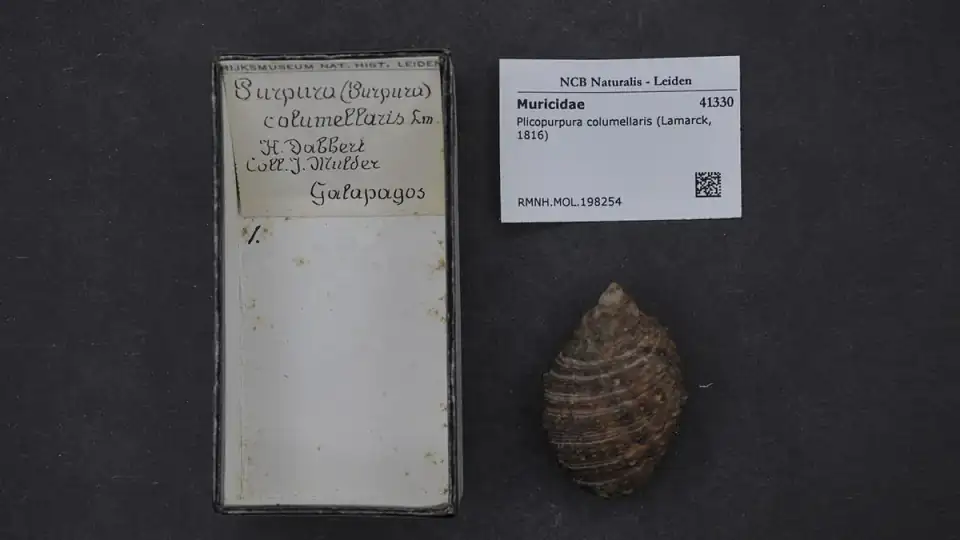 RIJKSMUSEUM NAT. HIST. LEIDEN
Purpura (Purpura)
columellaris Lm.
H. Dabbert
Coll. J. Mulder
Galapagos
1.
NCB Naturalis - Leiden
Muricidae 41330
Plicopurpura columellaris (Lamarck,
1816)
RMNH.MOL.198254